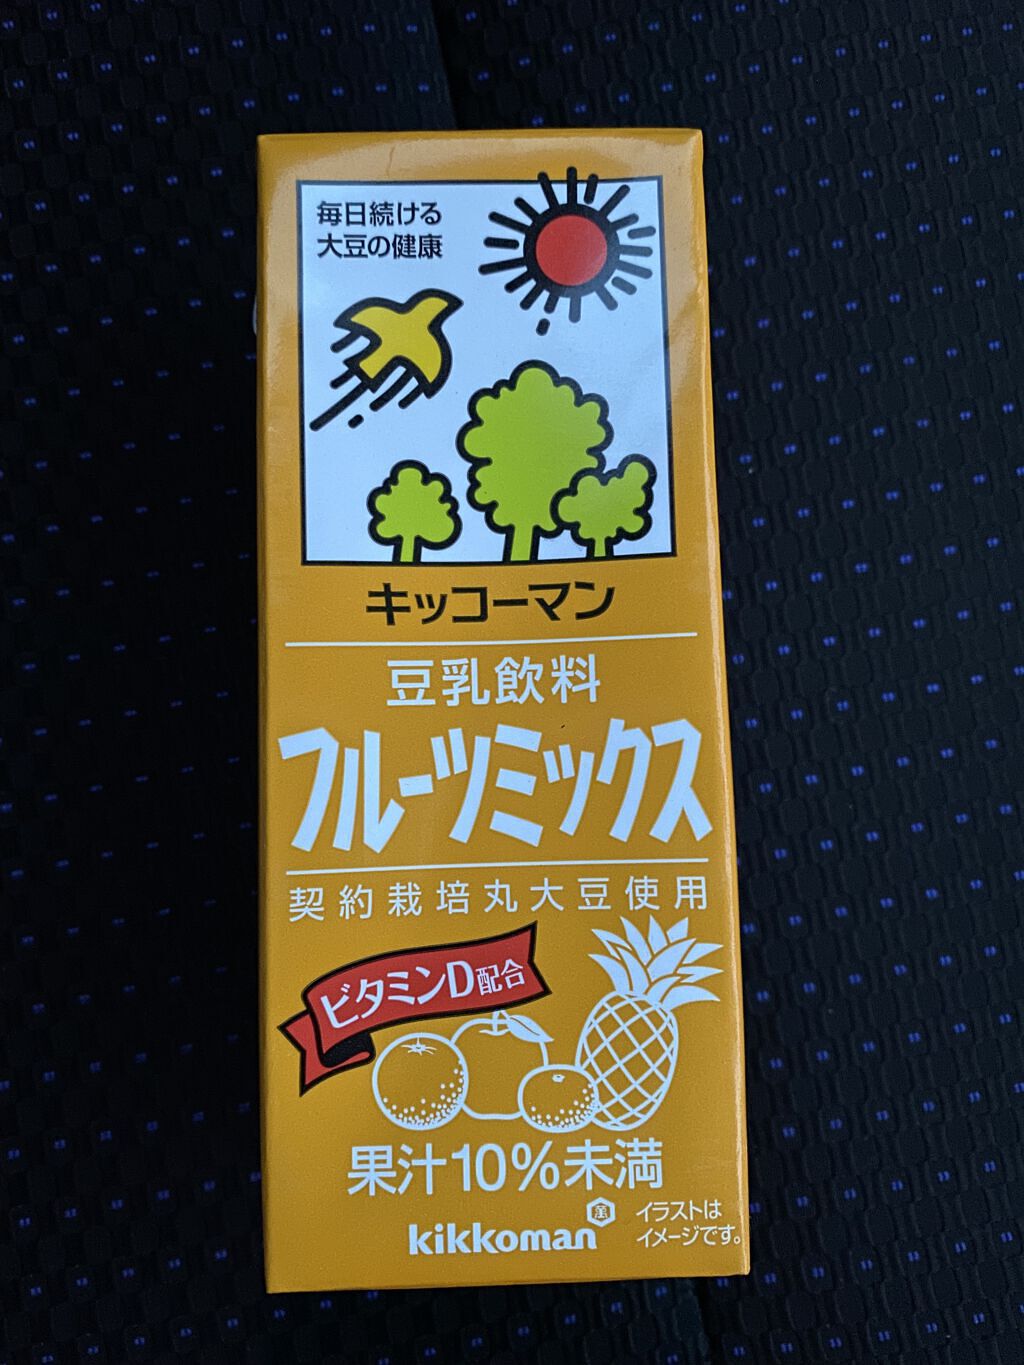 毎日続ける
大豆の健康
キッコーマン
豆乳飲料
フルーツミックス
契約栽培丸大豆使用
ビタミンD配合
果汁10%未満
kikkoman
萬
イラストは
イメージです。